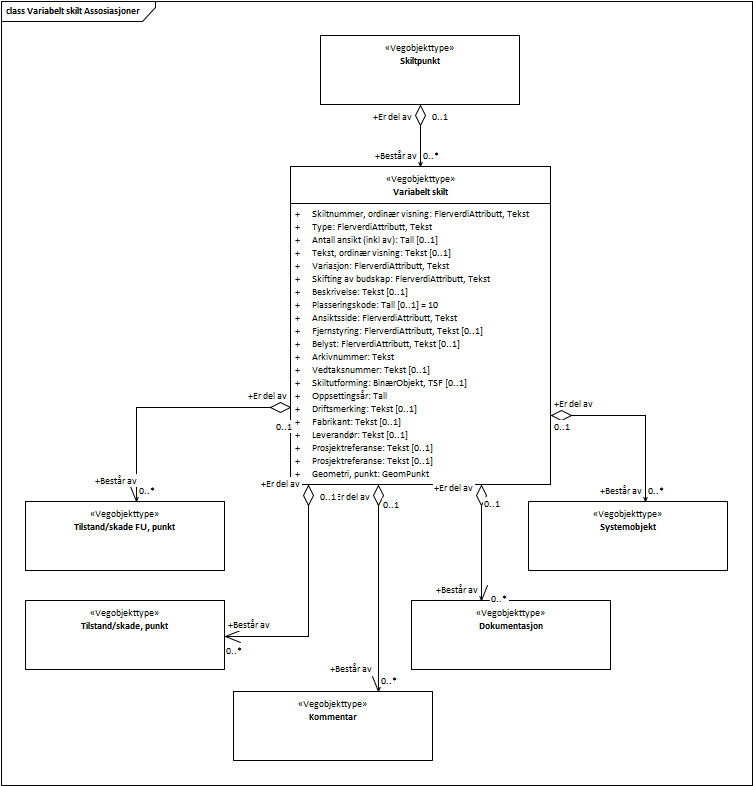 class Variabelt skilt Assosiasjoner
«Vegobjekttype»
Skiltpunkt
+Er del av
0..1
+Består av
0..*
«Vegobjekttype»
Variabelt skilt
+ Skiltnummer, ordinær visning: FlerverdiAttributt, Tekst
+ Type: FlerverdiAttributt, Tekst
+ Antall ansikt (inkl av): Tall [0..1]
+ Tekst, ordinær visning: Tekst [0..1]
+ Variasjon: FlerverdiAttributt, Tekst
+ Skifting av budskap: FlerverdiAttributt, Tekst
+ Beskrivelse: Tekst [0..1]
+ Plasseringskode: Tall [0..1] = 10
+ Ansiktsside: FlerverdiAttributt, Tekst
+ Fjernstyring: FlerverdiAttributt, Tekst [0..1]
+ Belyst: FlerverdiAttributt, Tekst [0..1]
+ Arkivnummer: Tekst
+ Vedtaksnummer: Tekst [0..1]
+ Skiltutforming: BinærObjekt, TSF [0..1]
+ Oppsettingsår: Tall
+ Driftsmerking: Tekst [0..1]
+ Fabrikant: Tekst [0..1]
+ Leverandør: Tekst [0..1]
+ Prosjektreferanse: Tekst [0..1]
+ Prosjektreferanse: Tekst [0..1]
+ Geometri, punkt: GeomPunkt
+Er del av
0..1
+Består av
0..*
«Vegobjekttype»
Tilstand/skade FU, punkt
+Er del av
0..1
+Består av
0..*
«Vegobjekttype»
Systemobjekt
+Er del av
0..1
+Består av
0..*
«Vegobjekttype»
Tilstand/skade, punkt
Er del av
0..1
+Består av
0..*
«Vegobjekttype»
Kommentar
+Er del av
0..1
+Består av
0..*
«Vegobjekttype»
Dokumentasjon